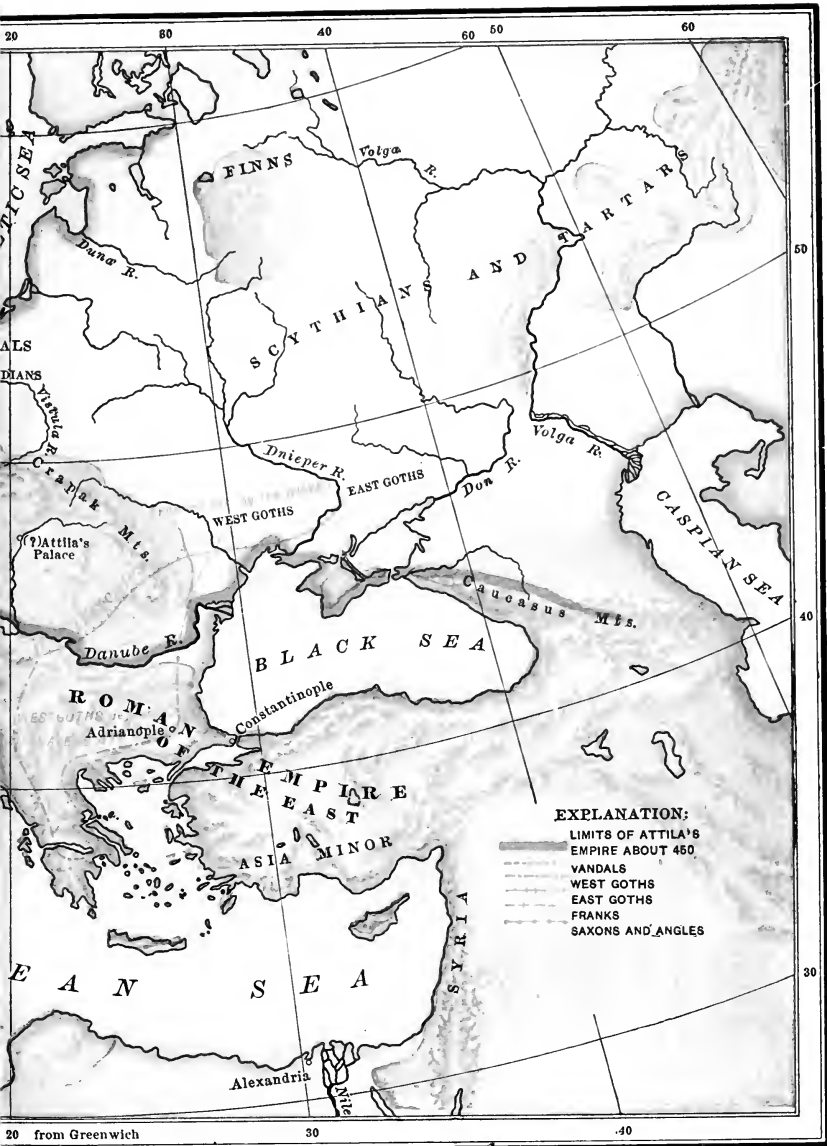 20 30 40 60 50 60
TIC SEA
FINNS
Volga R.
Duna R.
SCYTHIANS AND TARTARS
50
ALS
DIANS
Vistula R.
Dnieper R.
EAST GOTHS
Don R.
Volga R.
WEST GOTHS
Crapak Mts.
(?)Attila's
Palace
CASPIAN SEA
Caucasus Mts.
40
Danube R.
BLACK SEA
Constantinople
ROMAN
Adrianople
OF
EMPIRE
THE EAST
ASIA MINOR
EXPLANATION:
LIMITS OF ATTILA'S
EMPIRE ABOUT 450
VANDALS
WEST GOTHS
EAST GOTHS
FRANKS
SAXONS AND ANGLES
SYRIA
EAN SEA
30
Alexandria
Nile
20 from Greenwich 30 40